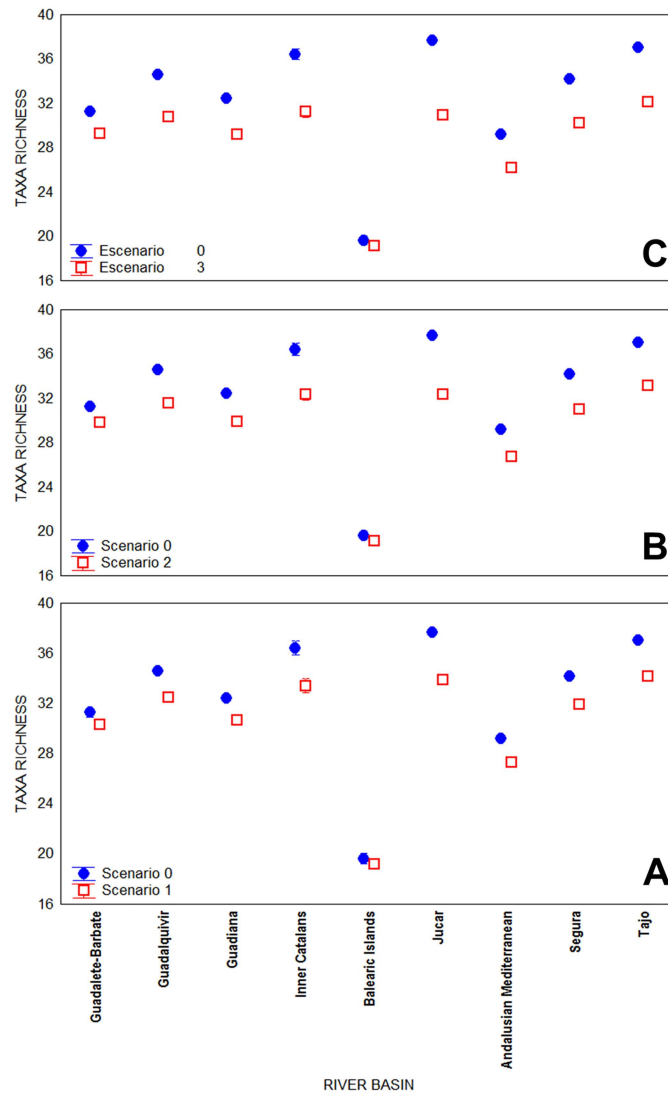 40
36
32
28
24
20
16
TAXA RICHNESS
Escenario 0
Escenario 3
C
40
36
32
28
24
20
16
TAXA RICHNESS
Scenario 0
Scenario 2
B
40
36
32
28
24
20
16
TAXA RICHNESS
Scenario 0
Scenario 1
A
Guadalete-Barbate
Guadalquivir
Guadiana
Inner Catalans
Balearic Islands
Jucar
Andalusian Mediterranean
Segura
Tajo
RIVER BASIN